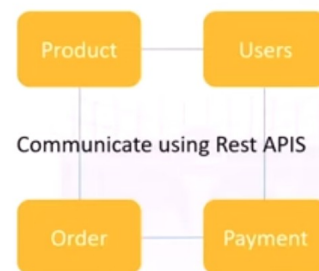 Product
Users
Communicate using Rest APIS
Order
Payment